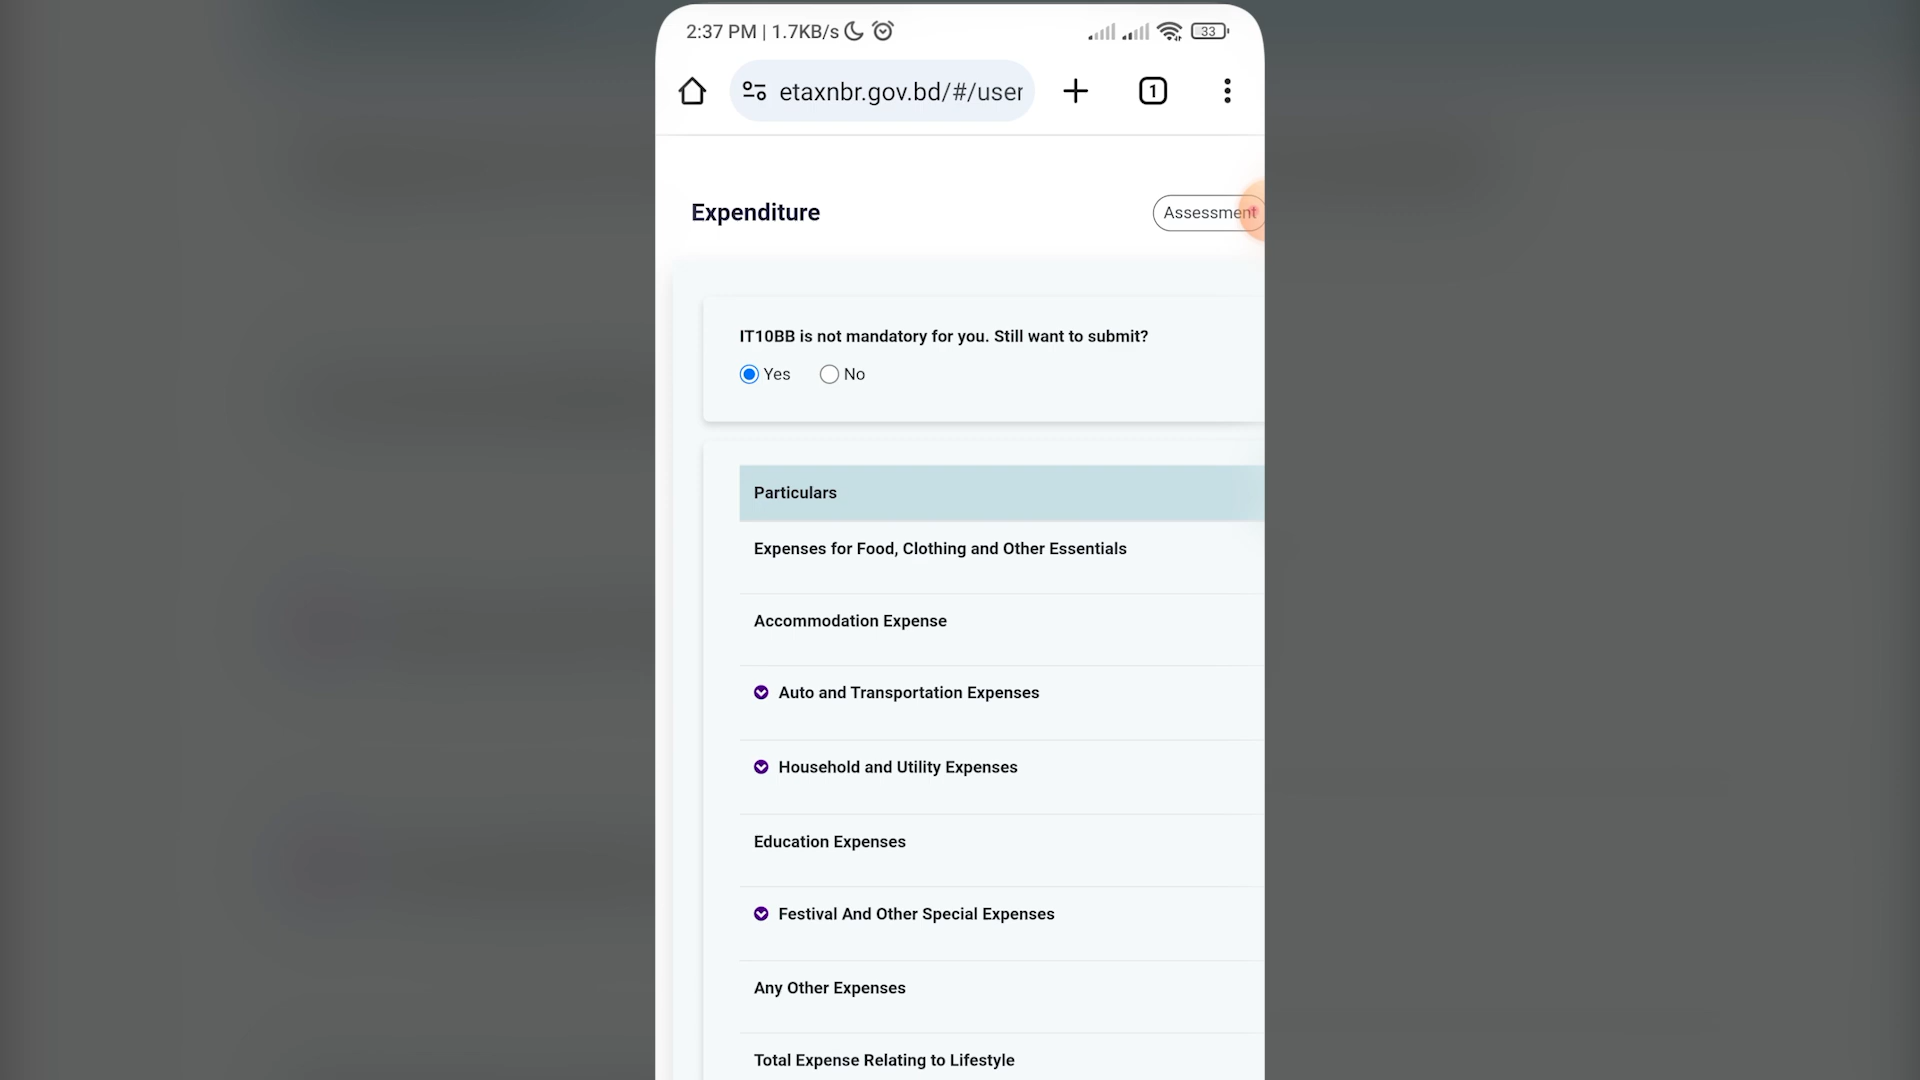 2:37 PM | 1.7KB/s
33
etaxnbr.gov.bd/#/user
1
Expenditure
Assessment
IT10BB is not mandatory for you. Still want to submit?
Yes No
Particulars
Expenses for Food, Clothing and Other Essentials
Accommodation Expense
Auto and Transportation Expenses
Household and Utility Expenses
Education Expenses
Festival And Other Special Expenses
Any Other Expenses
Total Expense Relating to Lifestyle